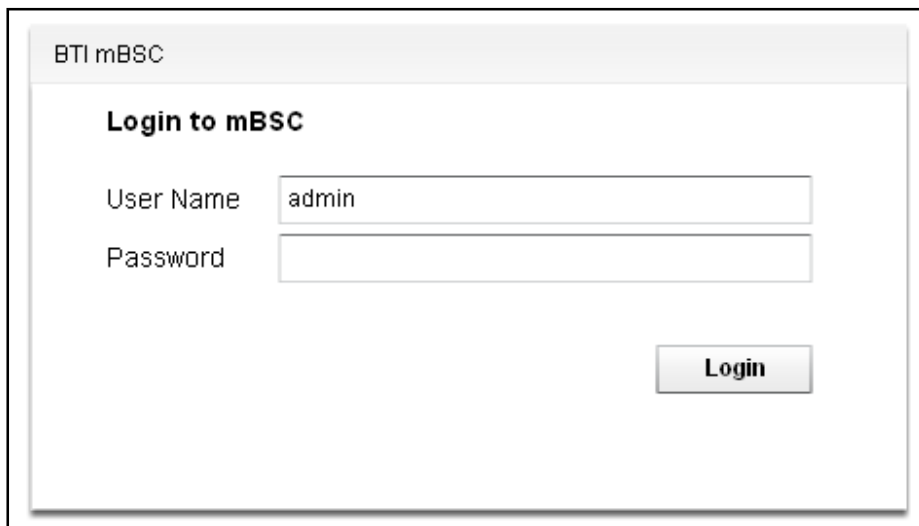 BTI mBSC
Login to mBSC
User Name admin
Password
Login